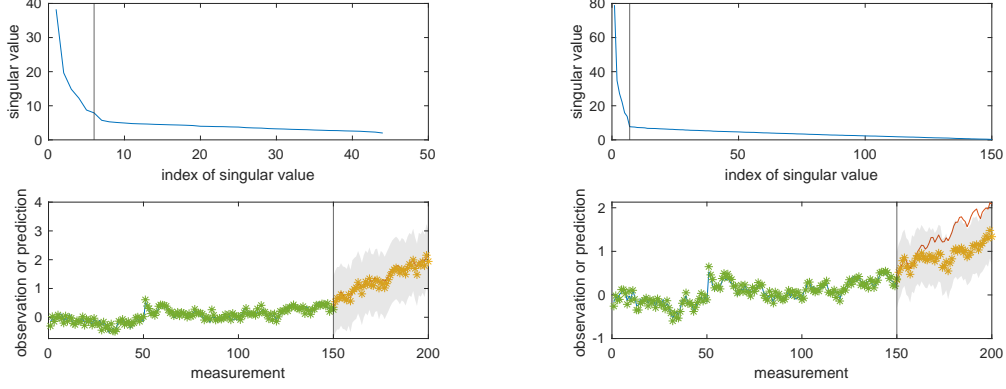 singular value
40
30
20
10
0
0 10 20 30 40 50
index of singular value
singular value
80
60
40
20
0
0 50 100 150
index of singular value
observation or prediction
4
3
2
1
0
0 50 100 150 200
measurement
observation or prediction
2
1
0
-1
0 50 100 150 200
measurement